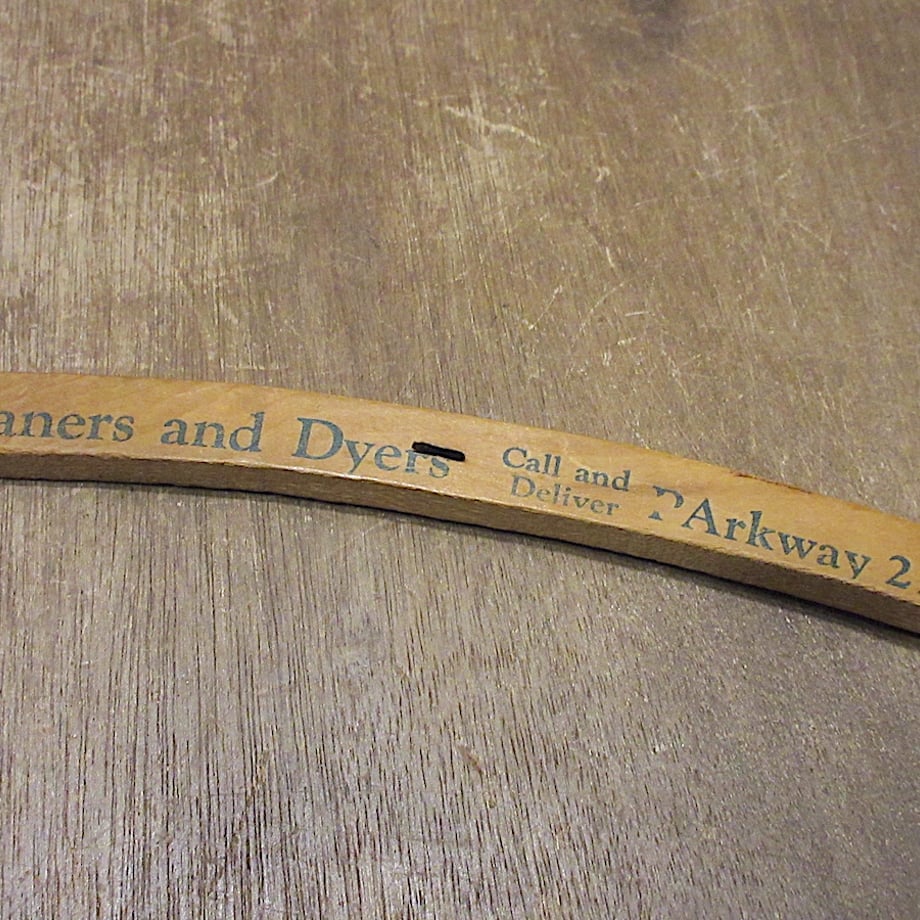 aners and Dyers
Call and
Deliver
PArkway 2